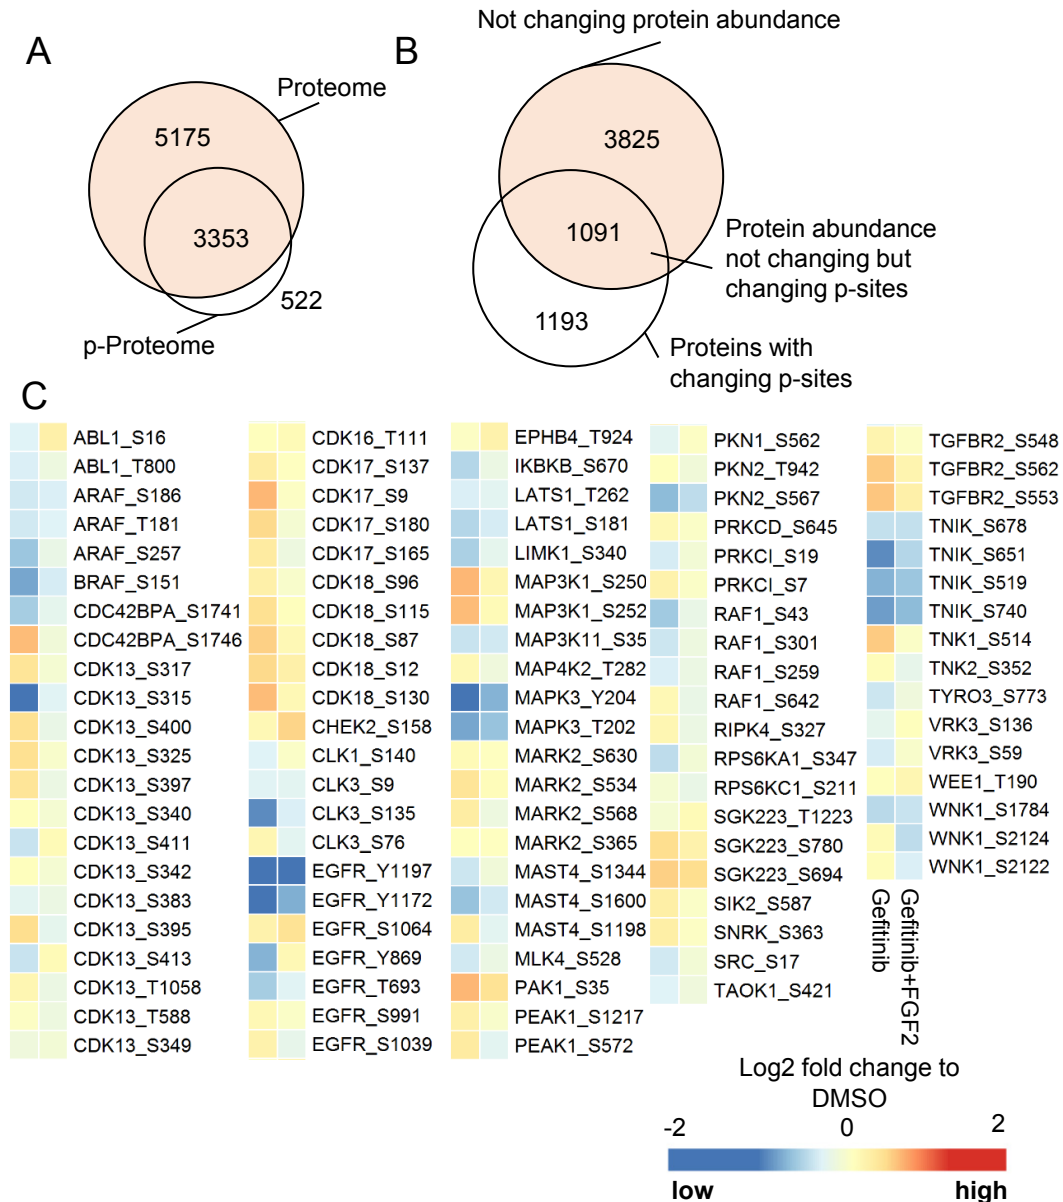 A
Proteome
5175
3353
522
p-Proteome
B
Not changing protein abundance
3825
1091
Protein abundance
not changing but
changing p-sites
1193
Proteins with
changing p-sites
C
ABL1_S16
ABL1_T800
ARAF_S186
ARAF_T181
ARAF_S257
BRAF_S151
CDC42BPA_S1741
CDC42BPA_S1746
CDK13_S317
CDK13_S315
CDK13_S400
CDK13_S325
CDK13_S397
CDK13_S340
CDK13_S411
CDK13_S342
CDK13_S383
CDK13_S395
CDK13_S413
CDK13_T1058
CDK13_T588
CDK13_S349
CDK16_T111
CDK17_S137
CDK17_S9
CDK17_S180
CDK17_S165
CDK18_S96
CDK18_S115
CDK18_S87
CDK18_S12
CDK18_S130
CHEK2_S158
CLK1_S140
CLK3_S9
CLK3_S135
CLK3_S76
EGFR_Y1197
EGFR_Y1172
EGFR_S1064
EGFR_Y869
EGFR_T693
EGFR_S991
EGFR_S1039
EPHB4_T924
IKBKB_S670
LATS1_T262
LATS1_S181
LIMK1_S340
MAP3K1_S250
MAP3K1_S252
MAP3K11_S35
MAP4K2_T282
MAPK3_Y204
MAPK3_T202
MARK2_S630
MARK2_S534
MARK2_S568
MARK2_S365
MAST4_S1344
MAST4_S1600
MAST4_S1198
MLK4_S528
PAK1_S35
PEAK1_S1217
PEAK1_S572
PKN1_S562
PKN2_T942
PKN2_S567
PRKCD_S645
PRKCI_S19
PRKCI_S7
RAF1_S43
RAF1_S301
RAF1_S259
RAF1_S642
RIPK4_S327
RPS6KA1_S347
RPS6KC1_S211
SGK223_T1223
SGK223_S780
SGK223_S694
SIK2_S587
SNRK_S363
SRC_S17
TAOK1_S421
TGFBR2_S548
TGFBR2_S562
TGFBR2_S553
TNIK_S678
TNIK_S651
TNIK_S519
TNIK_S740
TNK1_S514
TNK2_S352
TYRO3_S773
VRK3_S136
VRK3_S59
WEE1_T190
WNK1_S1784
WNK1_S2124
WNK1_S2122
Gefitinib
Gefitinib+FGF2
Log2 fold change to
DMSO
-2 0 2
low high